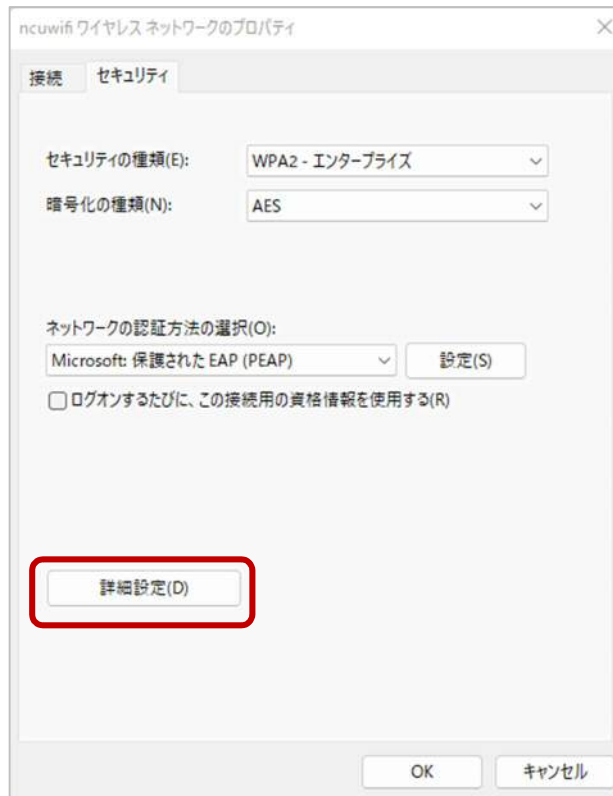 ncuwifi ワイヤレス ネットワークのプロパティ
接続 セキュリティ
セキュリティの種類(E): WPA2 - エンタープライズ
暗号化の種類(N): AES
ネットワークの認証方法の選択(O):
Microsoft: 保護された EAP (PEAP) 設定(S)
ログオンするたびに、この接続用の資格情報を使用する(R)
詳細設定(D)
OK キャンセル